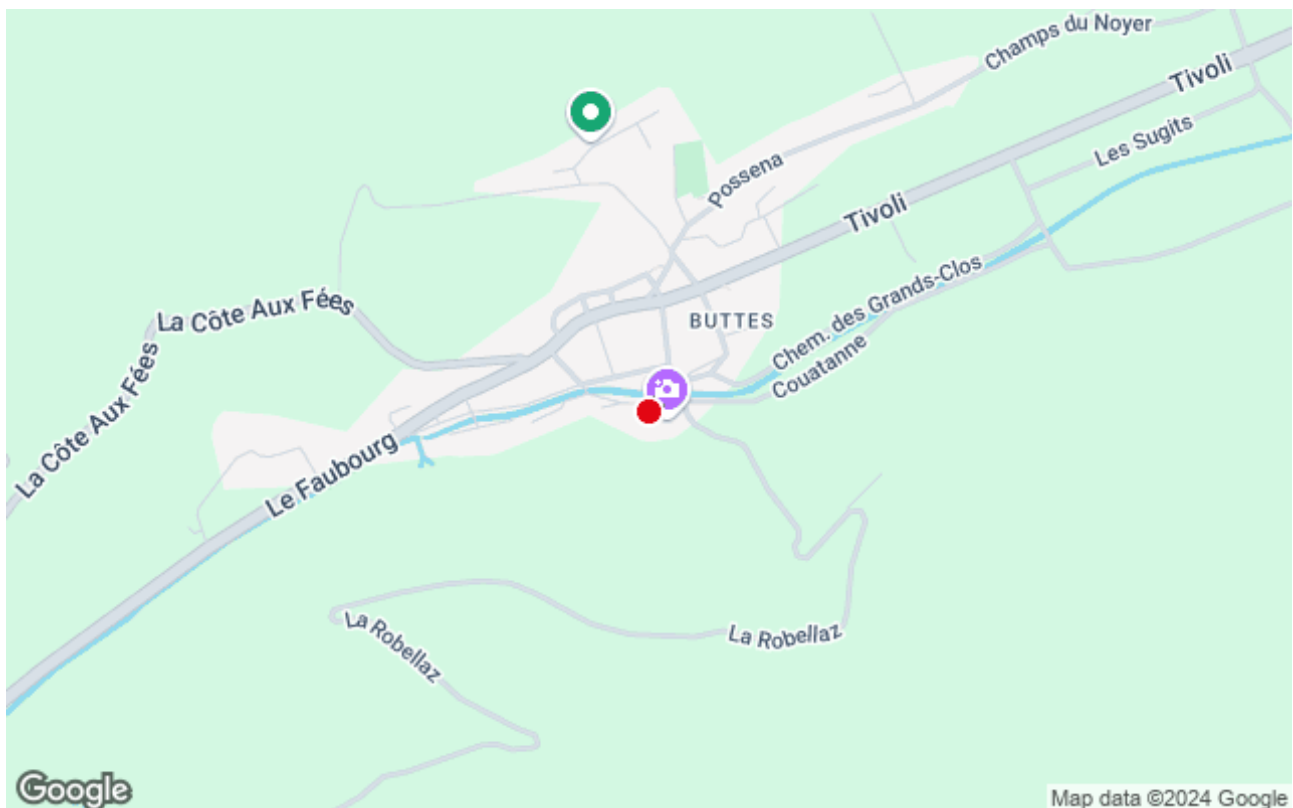 Champs du Noyer
Tivoli
Les Sugits
Possena
Tivoli
Chem. des Grands-Clos
La Côte Aux Fées
BUTTES
Couatanne
La Côte Aux Fées
Le Faubourg
La Robellaz
La Robellaz
Google
Map data ©2024 Google